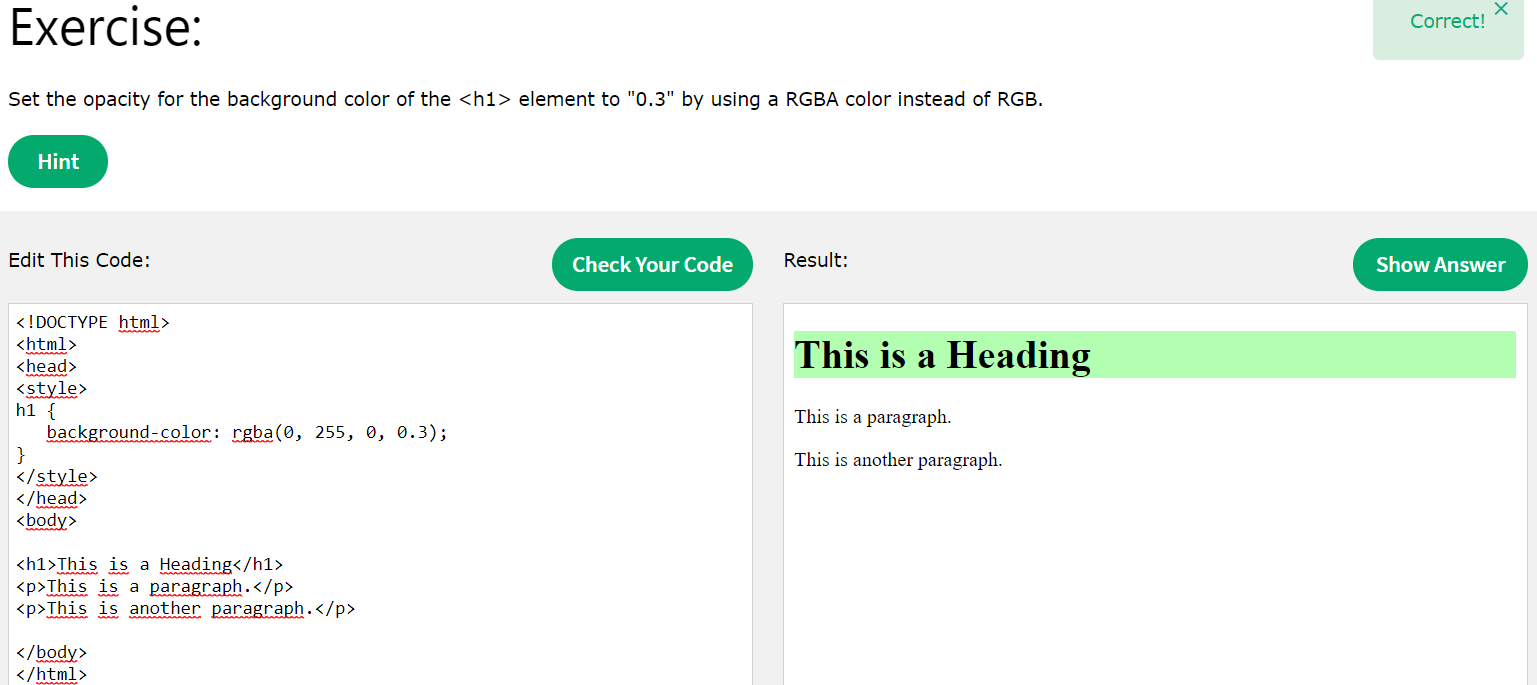 Exercise:
Correct!
×
Set the opacity for the background color of the <h1> element to "0.3" by using a RGBA color instead of RGB.
Hint
Edit This Code:
Check Your Code
<!DOCTYPE html>
<html>
<head>
<style>
h1 {
   background-color: rgba(0, 255, 0, 0.3);
}
</style>
</head>
<body>

<h1>This is a Heading</h1>
<p>This is a paragraph.</p>
<p>This is another paragraph.</p>

</body>
</html>
Result:
Show Answer
This is a Heading
This is a paragraph.
This is another paragraph.